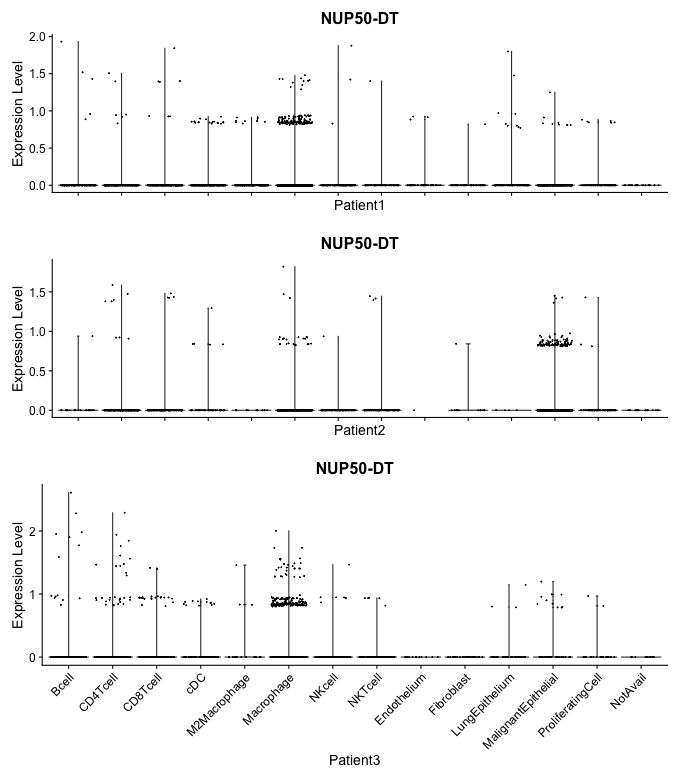 NUP50-DT
Expression Level
2.0
1.5
1.0
0.5
0.0
Patient1
NUP50-DT
Expression Level
1.5
1.0
0.5
0.0
Patient2
NUP50-DT
Expression Level
2
1
0
Bcell
CD4Tcell
CD8Tcell
cDC
M2Macrophage
Macrophage
NKcell
NKTcell
Endothelium
Fibroblast
LungEpithelium
MalignantEpithelial
ProliferatingCell
NotAvail
Patient3